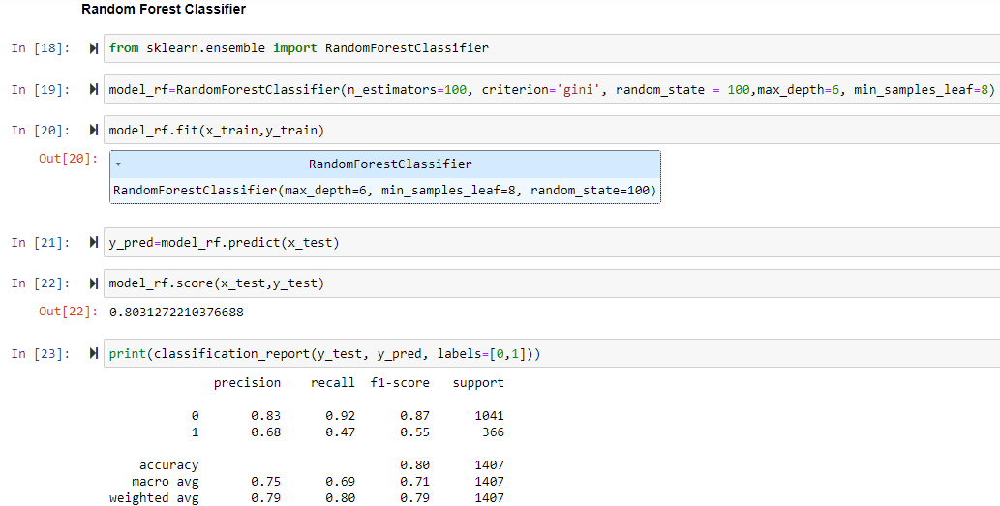 Random Forest Classifier
In [18]: from sklearn.ensemble import RandomForestClassifier
In [19]: model_rf=RandomForestClassifier(n_estimators=100, criterion='gini', random_state = 100,max_depth=6, min_samples_leaf=8)
In [20]: model_rf.fit(x_train,y_train)
Out[20]: RandomForestClassifier
RandomForestClassifier(max_depth=6, min_samples_leaf=8, random_state=100)
In [21]: y_pred=model_rf.predict(x_test)
In [22]: model_rf.score(x_test,y_test)
Out[22]: 0.8031272210376688
In [23]: print(classification_report(y_test, y_pred, labels=[0,1]))
precision recall f1-score support
0 0.83 0.92 0.87 1041
1 0.68 0.47 0.55 366
accuracy 0.80 1407
macro avg 0.75 0.69 0.71 1407
weighted avg 0.79 0.80 0.79 1407